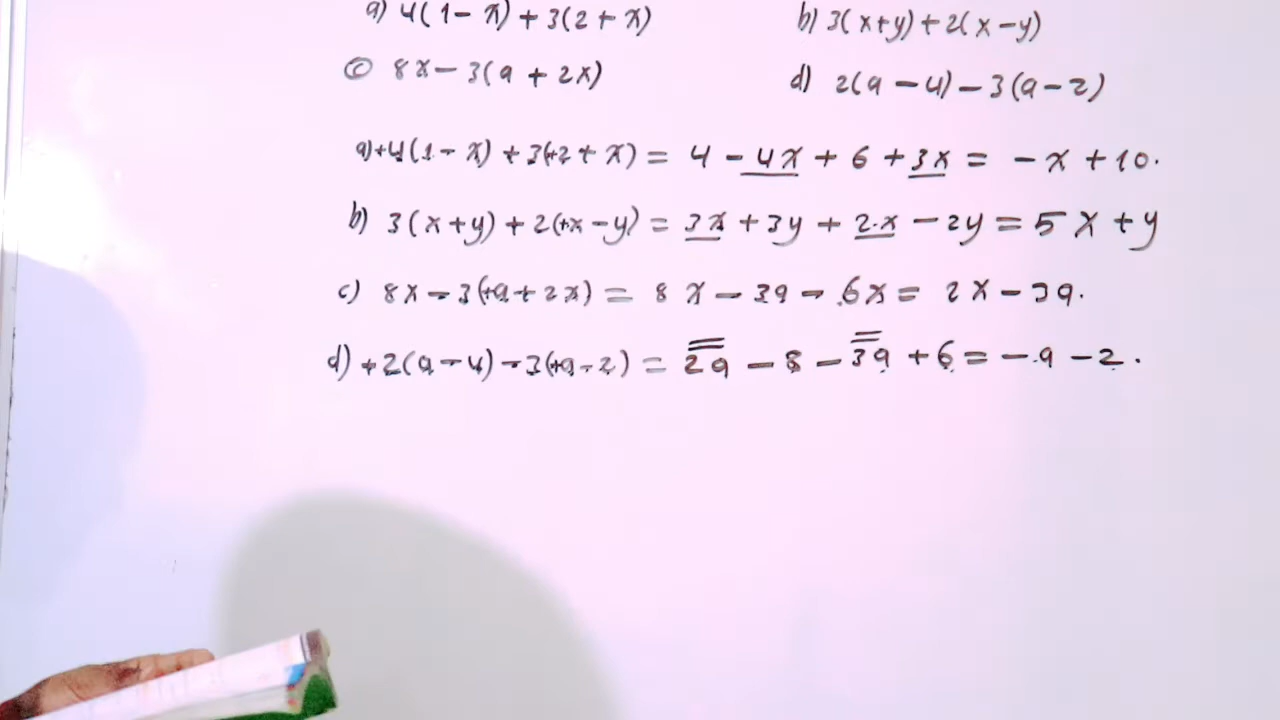 a) 4(1 - x) + 3(2 + x)
b) 3(x+y) + 2(x - y)
c 8x - 3(a + 2x)
d) 2(a - 4) - 3(a - 2)
a) +4(1 - x) + 3(+2 + x) = 4 - 4x + 6 + 3x = - x + 10.
b) 3(x+y) + 2(+x - y) = 3x + 3y + 2·x - 2y = 5x + y
c) 8x - 3(+a + 2x) = 8x - 3a - 6x = 2x - 3a.
d) +2(a - 4) - 3(+a - 2) = 2a - 8 - 3a + 6 = - a - 2.